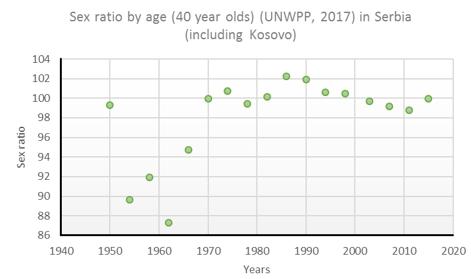 Sex ratio by age (40 year olds) (UNWPP, 2017) in Serbia
(including Kosovo)
104
102
100
98
96
94
92
90
88
86
Sex ratio
1940 1950 1960 1970 1980 1990 2000 2010 2020
Years